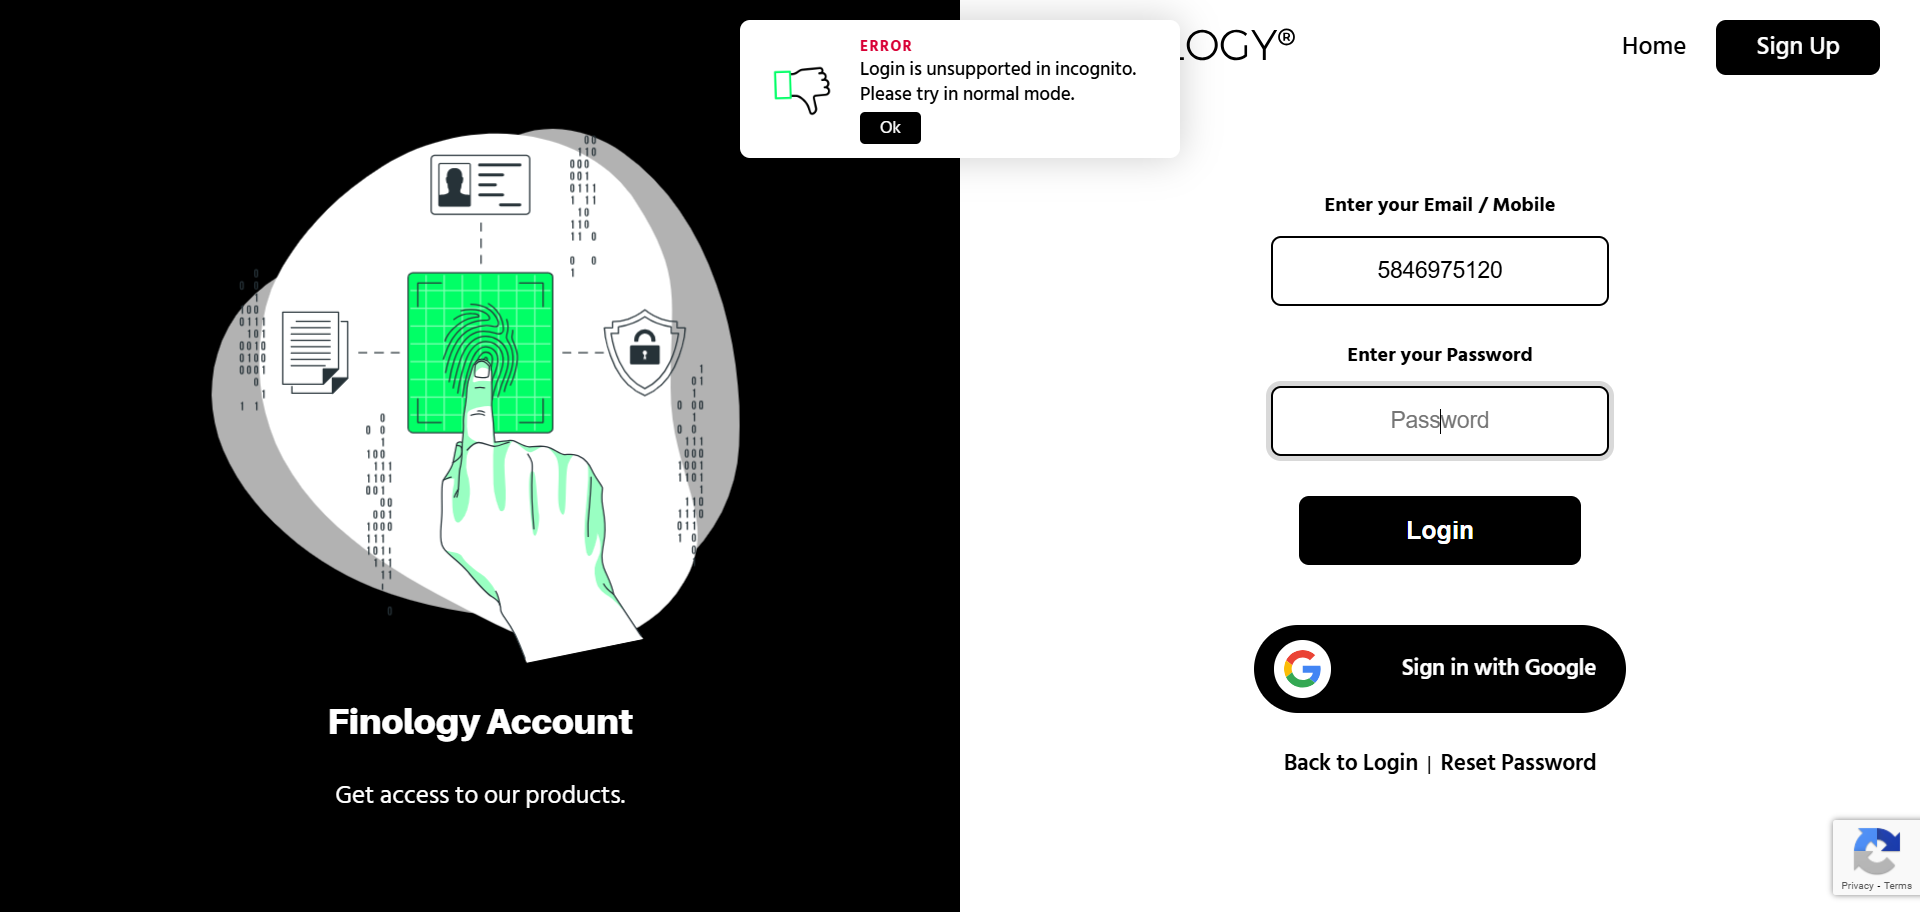 ERROR
Login is unsupported in incognito.
Please try in normal mode.
Ok
LOGY®
Home
Sign Up
Enter your Email / Mobile
5846975120
Enter your Password
Password
Login
Sign in with Google
Back to Login | Reset Password
Finology Account
Get access to our products.
Privacy - Terms